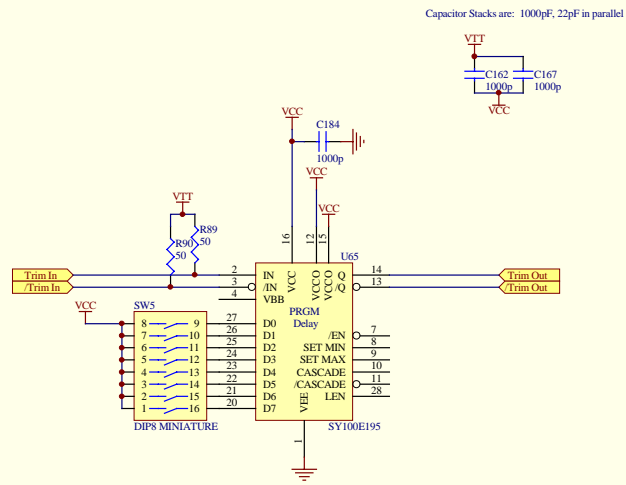 Capacitor Stacks are: 1000pF, 22pF in parallel
VTT
C162
1000p
C167
1000p
VCC
VCC
C184
1000p
VCC
VCC
VTT
R89
50
R90
50
16
12
15
U65
Trim In
/Trim In
2
3
4
IN
/IN
VBB
VCC
VCCO
VCCO
Q
/Q
14
13
Trim Out
/Trim Out
PRGM
Delay
VCC
SW5
8 9
7 10
6 11
5 12
4 13
3 14
2 15
1 16
DIP8 MINIATURE
27 D0
26 D1
25 D2
24 D3
23 D4
22 D5
21 D6
20 D7
/EN 7
SET MIN 8
SET MAX 9
CASCADE 10
/CASCADE 11
LEN 28
VEE
1
SY100E195